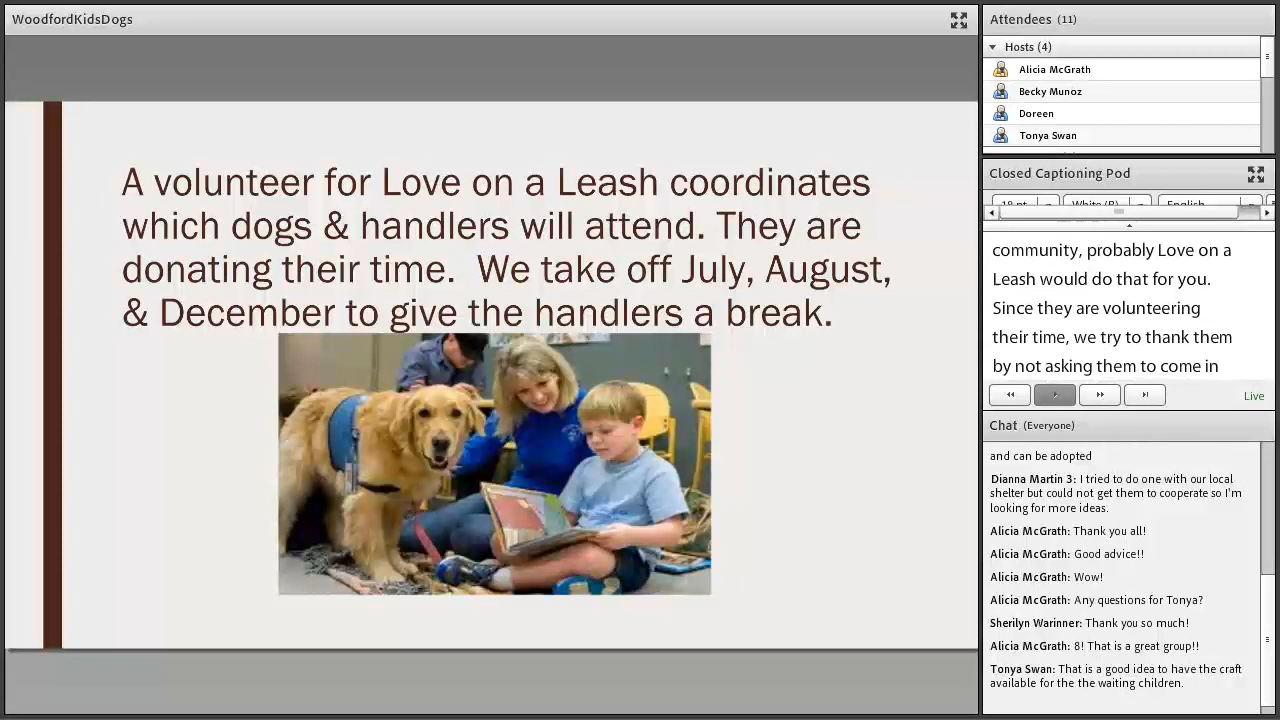 WoodfordKidsDogs
A volunteer for Love on a Leash coordinates
which dogs & handlers will attend. They are
donating their time.  We take off July, August,
& December to give the handlers a break.
Attendees (11)
Hosts (4)
Alicia McGrath
Becky Munoz
Doreen
Tonya Swan
Closed Captioning Pod
community, probably Love on a
Leash would do that for you.
Since they are volunteering
their time, we try to thank them
by not asking them to come in
Live
Chat (Everyone)
and can be adopted
Dianna Martin 3: I tried to do one with our local
shelter but could not get them to cooperate so I'm
looking for more ideas.
Alicia McGrath: Thank you all!
Alicia McGrath: Good advice!!
Alicia McGrath: Wow!
Alicia McGrath: Any questions for Tonya?
Sherilyn Warinner: Thank you so much!
Alicia McGrath: 8! That is a great group!!
Tonya Swan: That is a good idea to have the craft
available for the the waiting children.